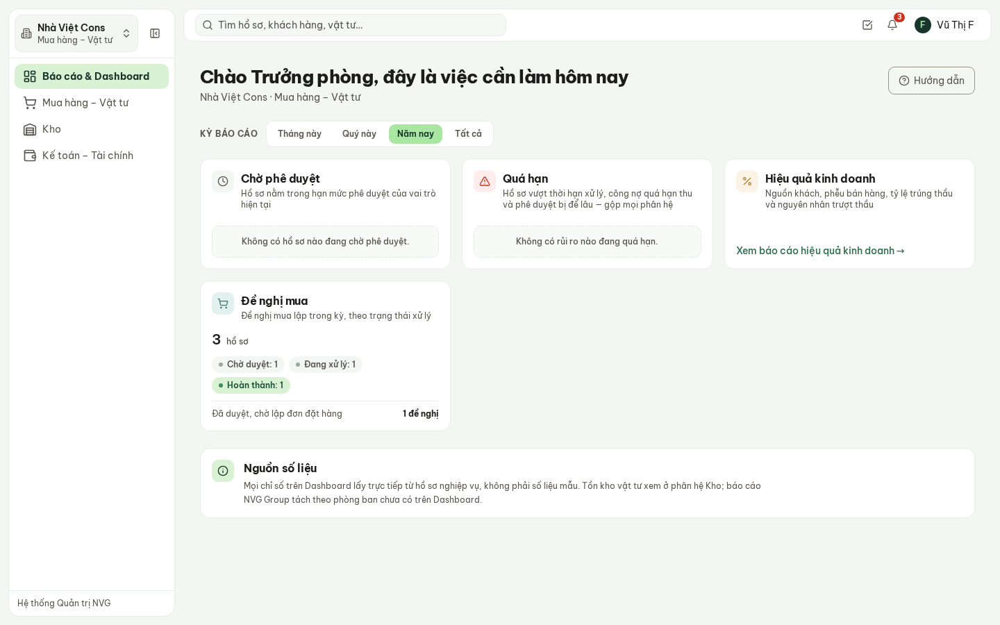 Nhà Việt Cons
Mua hàng – Vật tư
Báo cáo & Dashboard
Mua hàng – Vật tư
Kho
Kế toán – Tài chính
Hệ thống Quản trị NVG
Tìm hồ sơ, khách hàng, vật tư...
3
F
Vũ Thị F
Chào Trưởng phòng, đây là việc cần làm hôm nay
Nhà Việt Cons · Mua hàng – Vật tư
Hướng dẫn
KỲ BÁO CÁO
Tháng này
Quý này
Năm nay
Tất cả
Chờ phê duyệt
Hồ sơ nằm trong hạn mức phê duyệt của vai trò
hiện tại
Không có hồ sơ nào đang chờ phê duyệt.
Quá hạn
Hồ sơ vượt thời hạn xử lý, công nợ quá hạn thu
và phê duyệt bị để lâu — gộp mọi phân hệ
Không có rủi ro nào đang quá hạn.
Hiệu quả kinh doanh
Nguồn khách, phễu bán hàng, tỷ lệ trúng thầu
và nguyên nhân trượt thầu
Xem báo cáo hiệu quả kinh doanh →
Đề nghị mua
Đề nghị mua lập trong kỳ, theo trạng thái xử lý
3 hồ sơ
Chờ duyệt: 1
Đang xử lý: 1
Hoàn thành: 1
Đã duyệt, chờ lập đơn đặt hàng
1 đề nghị
Nguồn số liệu
Mọi chỉ số trên Dashboard lấy trực tiếp từ hồ sơ nghiệp vụ, không phải số liệu mẫu. Tồn kho vật tư xem ở phân hệ Kho; báo cáo
NVG Group tách theo phòng ban chưa có trên Dashboard.